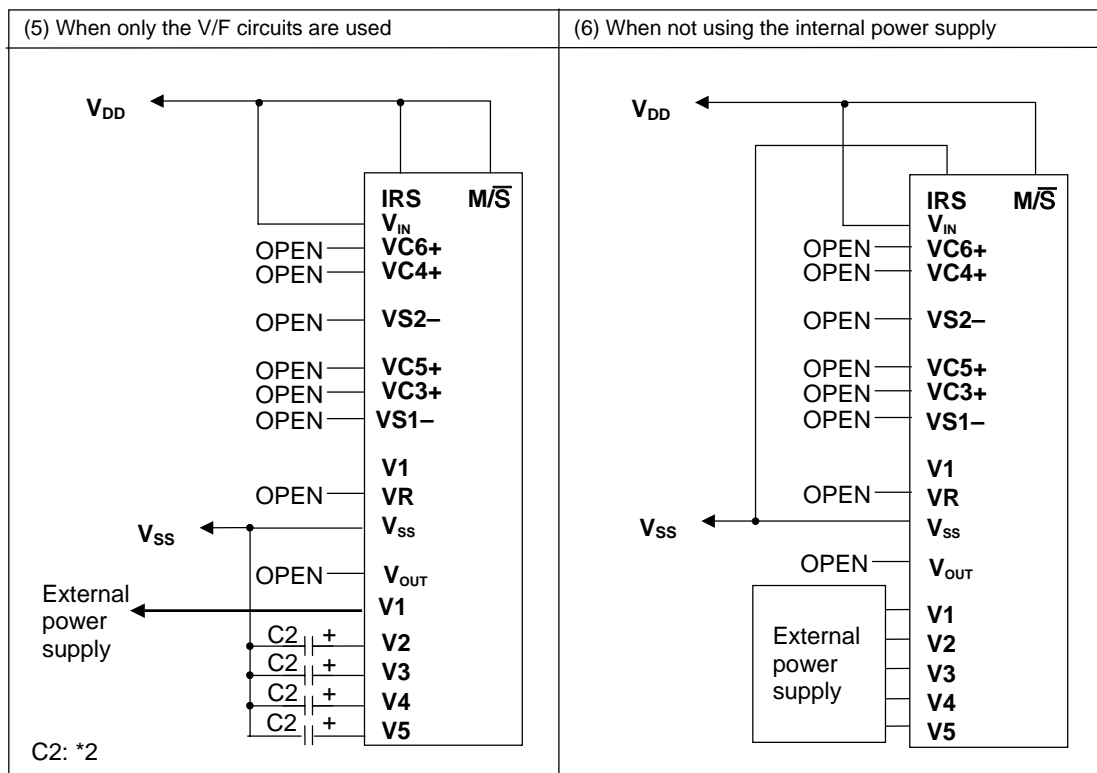 (5) When only the V/F circuits are used
VDD
IRS M/S̅
VIN
OPEN VC6+
OPEN VC4+
OPEN VS2–
OPEN VC5+
OPEN VC3+
OPEN VS1–
V1
OPEN VR
VSS VSS
OPEN VOUT
External
power
supply
V1
C2 + V2
C2 + V3
C2 + V4
C2 + V5
C2: *2
(6) When not using the internal power supply
VDD
IRS M/S̅
VIN
OPEN VC6+
OPEN VC4+
OPEN VS2–
OPEN VC5+
OPEN VC3+
OPEN VS1–
V1
OPEN VR
VSS VSS
OPEN VOUT
External
power
supply
V1
V2
V3
V4
V5